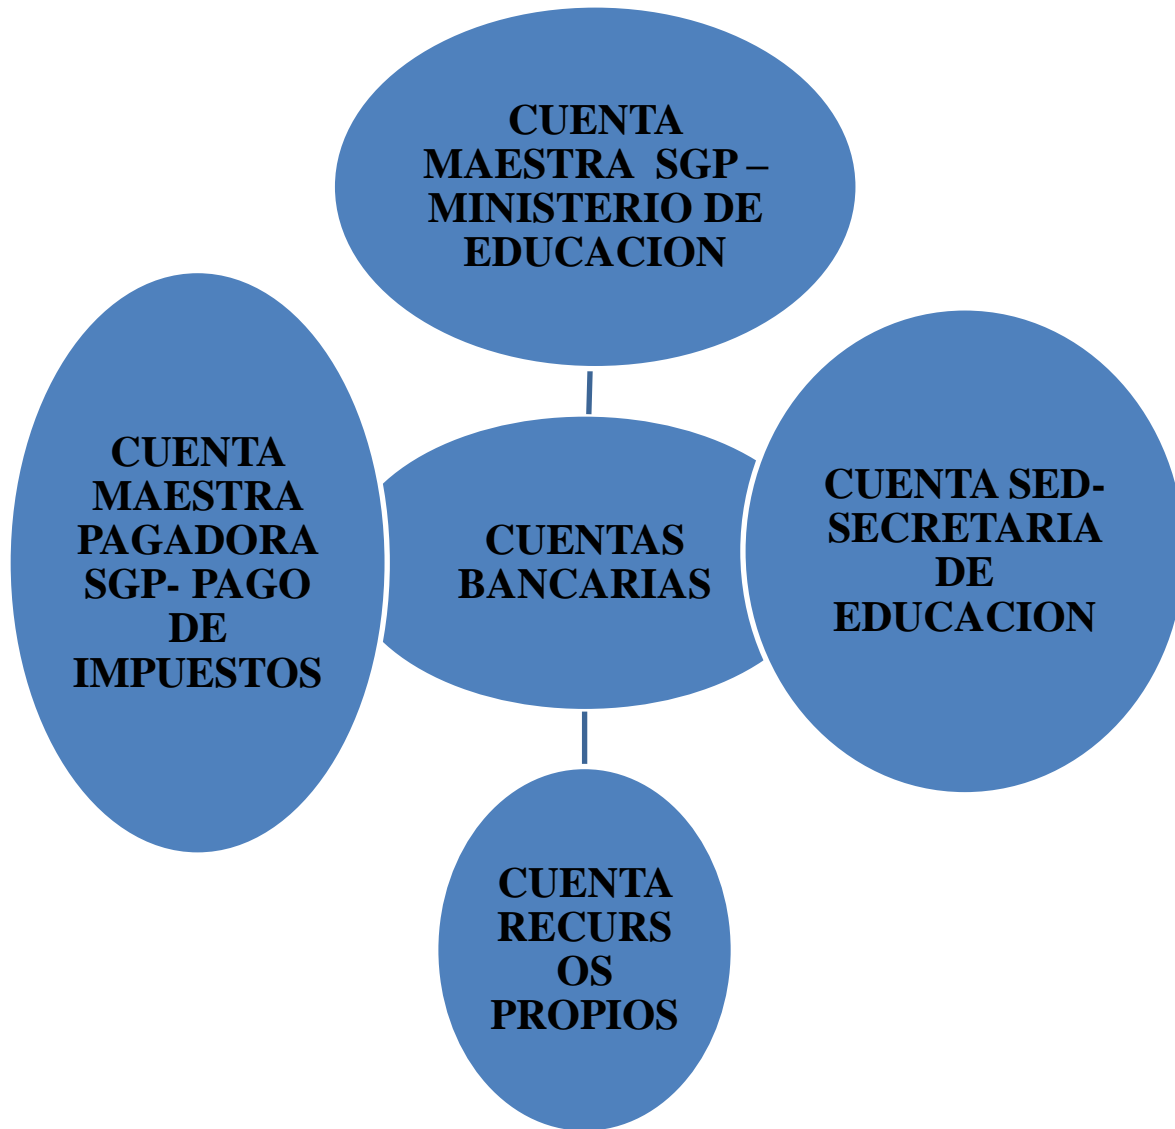 CUENTA
MAESTRA SGP –
MINISTERIO DE
EDUCACION
CUENTA
MAESTRA
PAGADORA
SGP- PAGO
DE
IMPUESTOS
CUENTAS
BANCARIAS
CUENTA SED-
SECRETARIA
DE
EDUCACION
CUENTA
RECURS
OS
PROPIOS